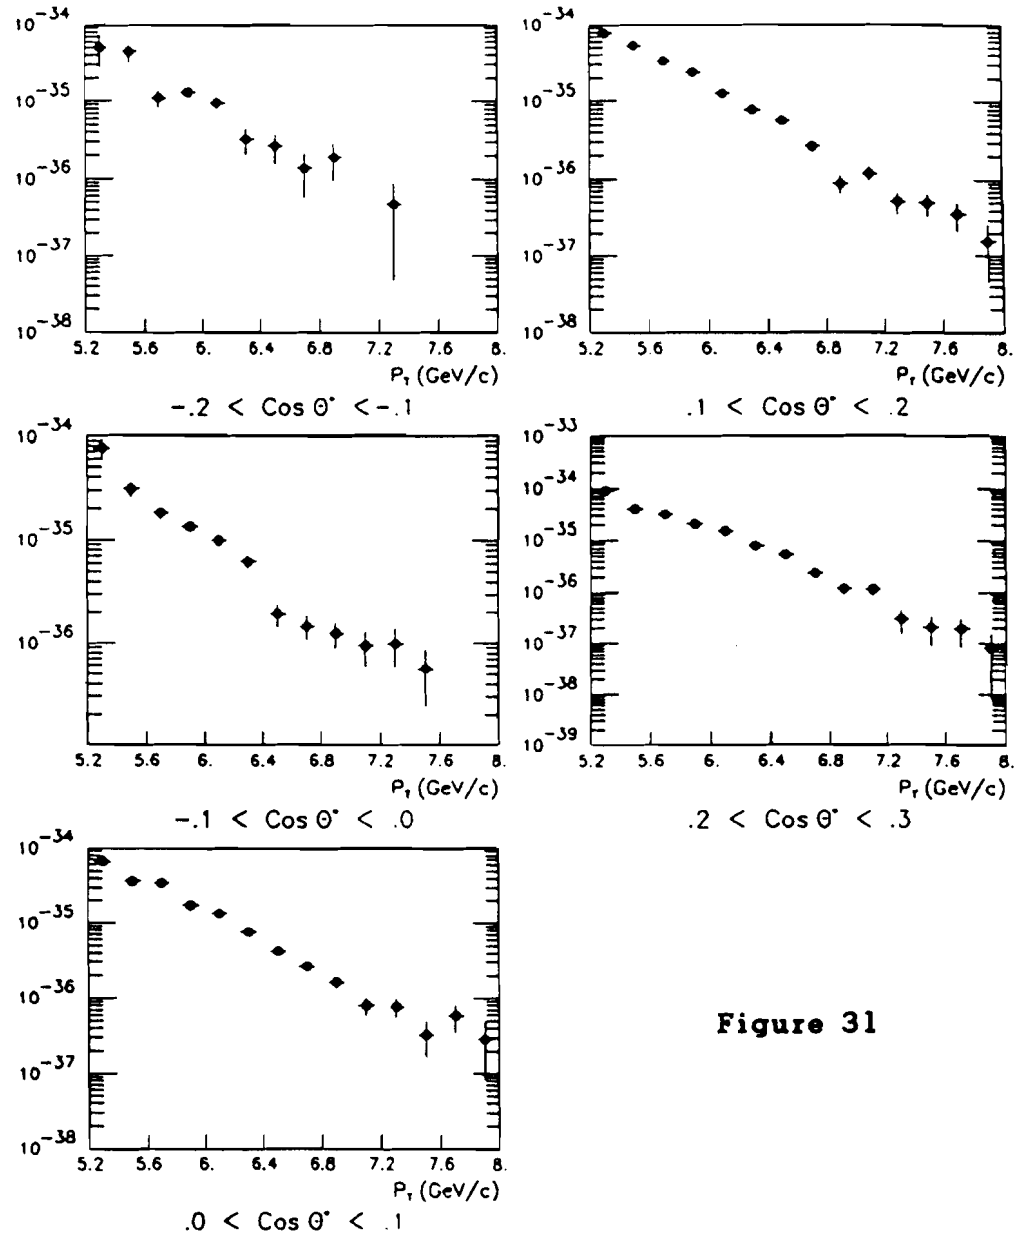 10^-34
10^-35
10^-36
10^-37
10^-38
5.2 5.6 6. 6.4 6.8 7.2 7.6 8.
P_T (GeV/c)
-.2 < Cos Θ* < -.1
10^-34
10^-35
10^-36
10^-37
10^-38
5.2 5.6 6. 6.4 6.8 7.2 7.6 8.
P_T (GeV/c)
.1 < Cos Θ* < .2
10^-34
10^-35
10^-36
5.2 5.6 6. 6.4 6.8 7.2 7.6 8.
P_T (GeV/c)
-.1 < Cos Θ* < .0
10^-33
10^-34
10^-35
10^-36
10^-37
10^-38
10^-39
5.2 5.6 6. 6.4 6.8 7.2 7.6 8.
P_T (GeV/c)
.2 < Cos Θ* < .3
10^-34
10^-35
10^-36
10^-37
10^-38
5.2 5.6 6. 6.4 6.8 7.2 7.6 8.
P_T (GeV/c)
.0 < Cos Θ* < .1
Figure 31